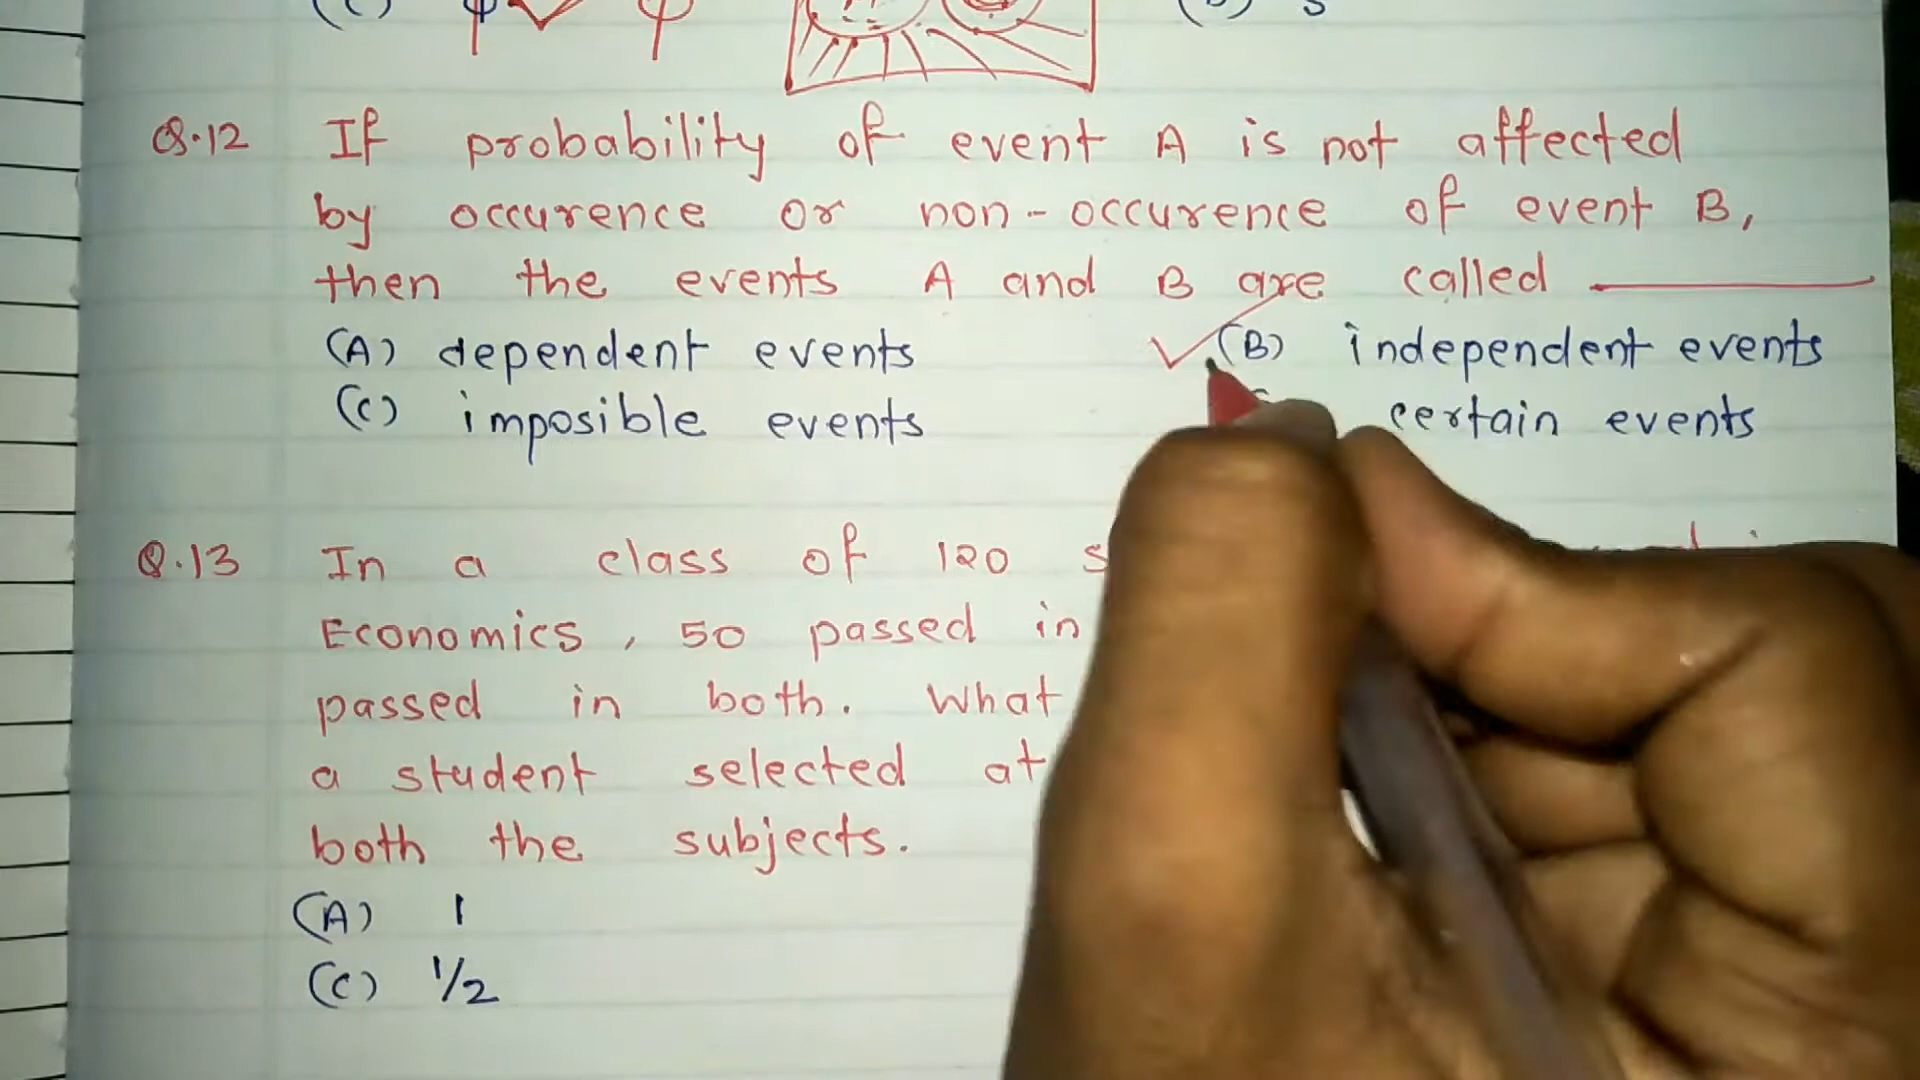 Q.12 If probability of event A is not affected
by occurence or non-occurence of event B,
then the events A and B are called
(A) dependent events (B) independent events
(C) imposible events certain events
Q.13 In a class of 120
Economics, 50 passed in
passed in both. What
a student selected at
both the subjects.
(A) 1
(C) 1/2